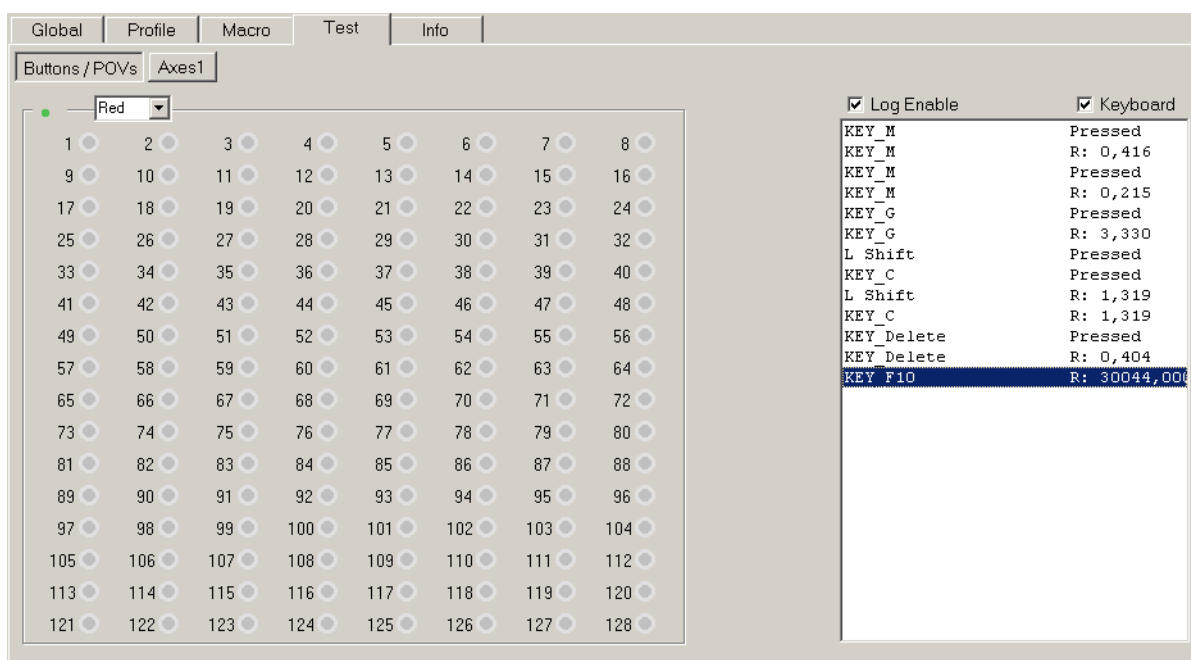 Global Profile Macro Test Info
Buttons / POVs Axes1
Red
1 2 3 4 5 6 7 8
9 10 11 12 13 14 15 16
17 18 19 20 21 22 23 24
25 26 27 28 29 30 31 32
33 34 35 36 37 38 39 40
41 42 43 44 45 46 47 48
49 50 51 52 53 54 55 56
57 58 59 60 61 62 63 64
65 66 67 68 69 70 71 72
73 74 75 76 77 78 79 80
81 82 83 84 85 86 87 88
89 90 91 92 93 94 95 96
97 98 99 100 101 102 103 104
105 106 107 108 109 110 111 112
113 114 115 116 117 118 119 120
121 122 123 124 125 126 127 128
Log Enable Keyboard
KEY_M Pressed
KEY_M R: 0,416
KEY_M Pressed
KEY_M R: 0,215
KEY_G Pressed
KEY_G R: 3,330
L Shift Pressed
KEY_C Pressed
L Shift R: 1,319
KEY_C R: 1,319
KEY_Delete Pressed
KEY_Delete R: 0,404
KEY_F10 R: 30044,00